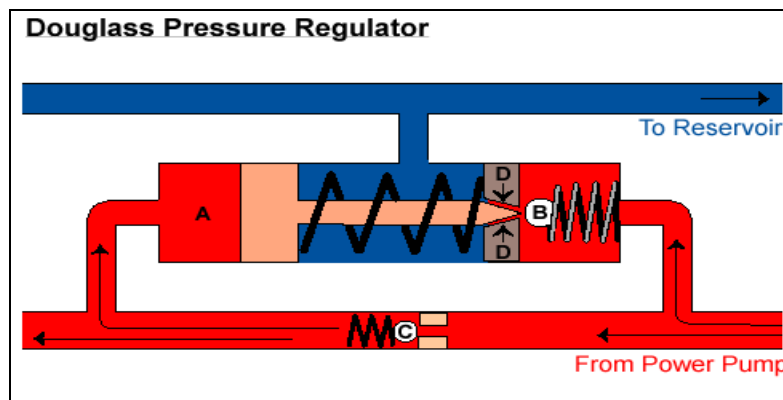 Douglass Pressure Regulator
To Reservoir
D
A
B
D
C
From Power Pump